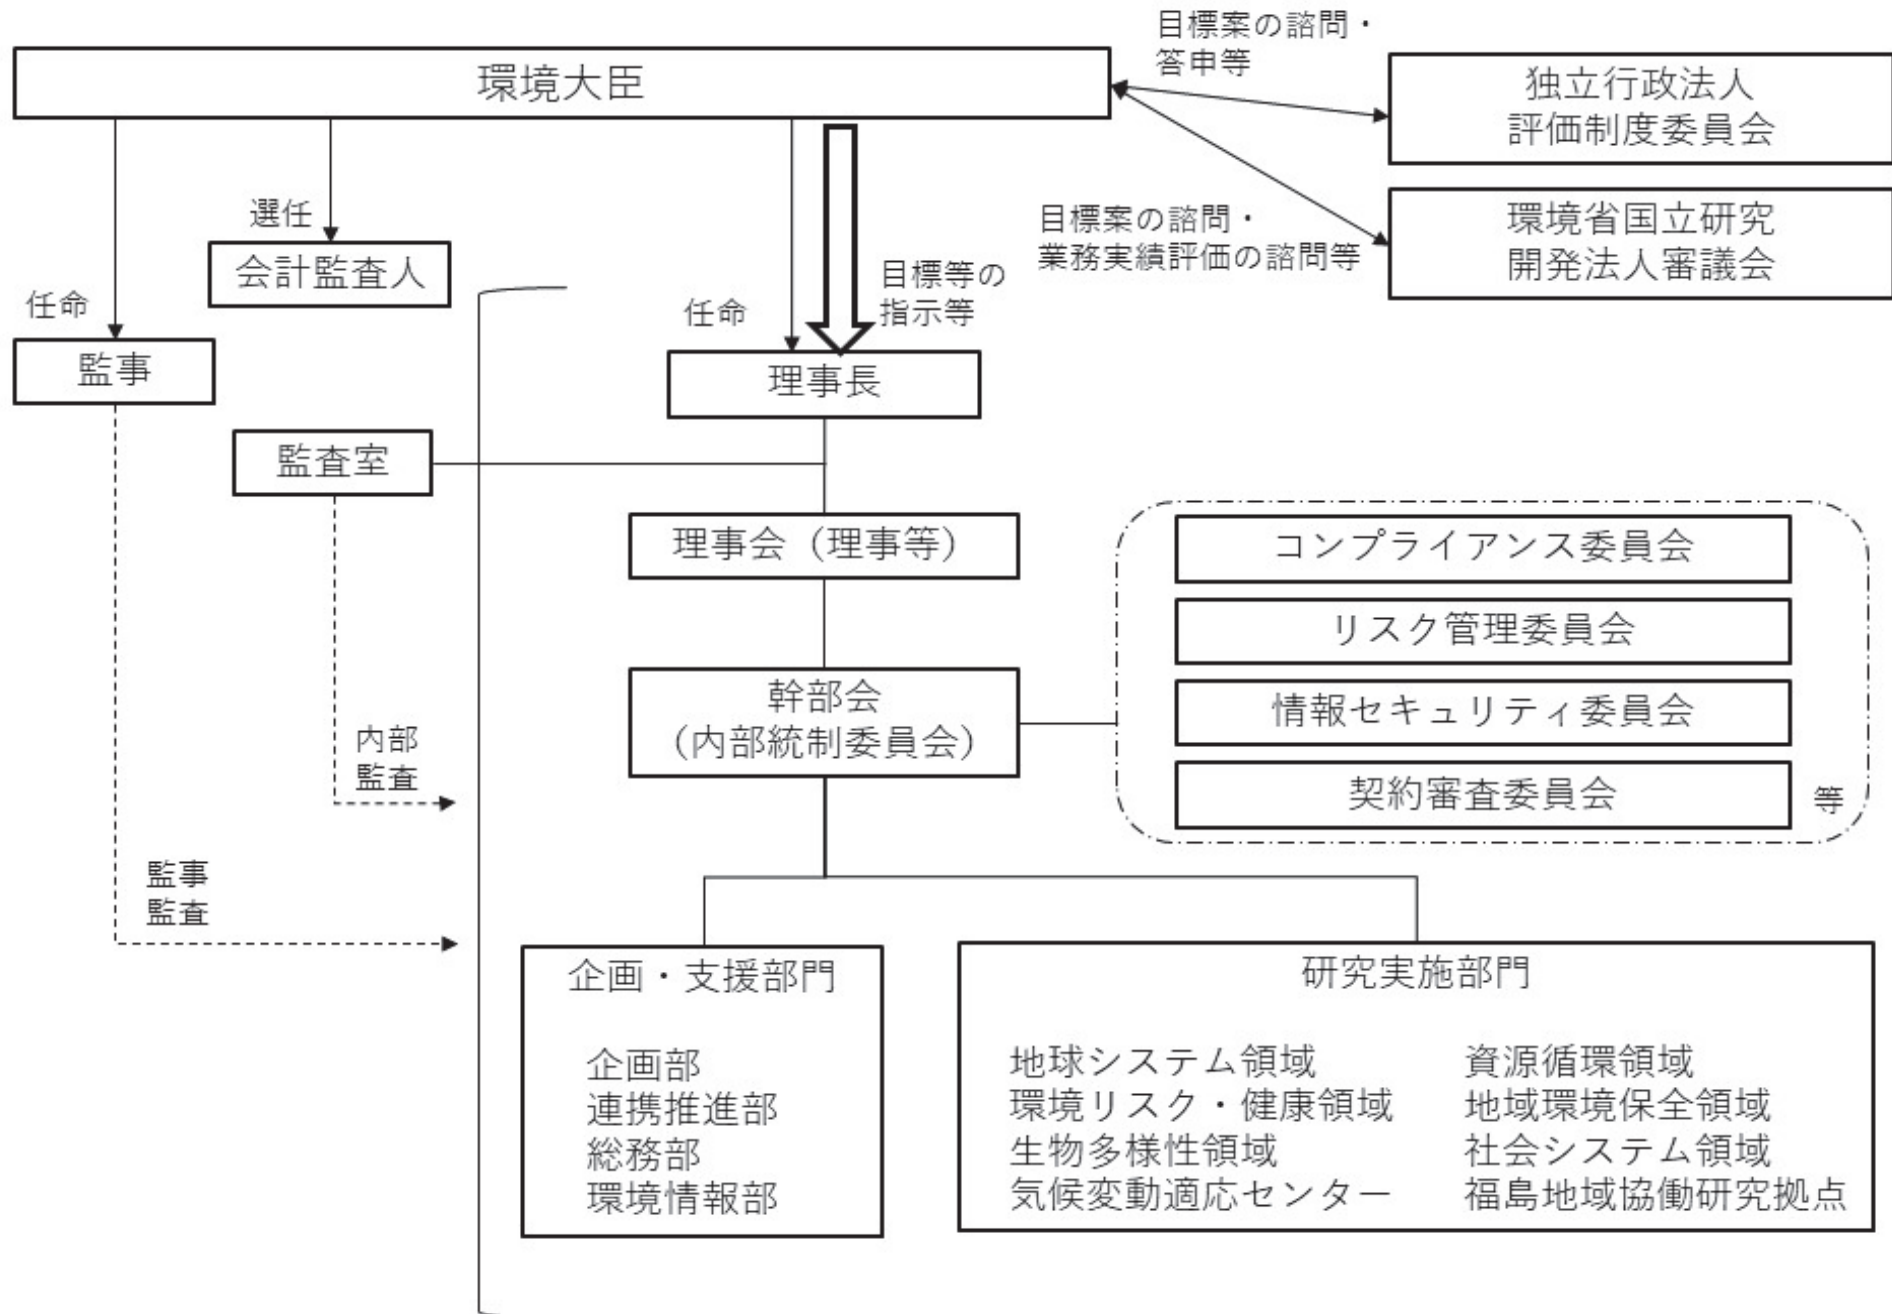 目標案の諮問・
答申等
環境大臣
独立行政法人
評価制度委員会
選任
目標案の諮問・
業務実績評価の諮問等
環境省国立研究
開発法人審議会
会計監査人
任命
任命
目標等の
指示等
監事
理事長
監査室
理事会（理事等）
コンプライアンス委員会
リスク管理委員会
幹部会
（内部統制委員会）
情報セキュリティ委員会
内部
監査
契約審査委員会
等
監事
監査
企画・支援部門
企画部
連携推進部
総務部
環境情報部
研究実施部門
地球システム領域
環境リスク・健康領域
生物多様性領域
気候変動適応センター
資源循環領域
地域環境保全領域
社会システム領域
福島地域協働研究拠点